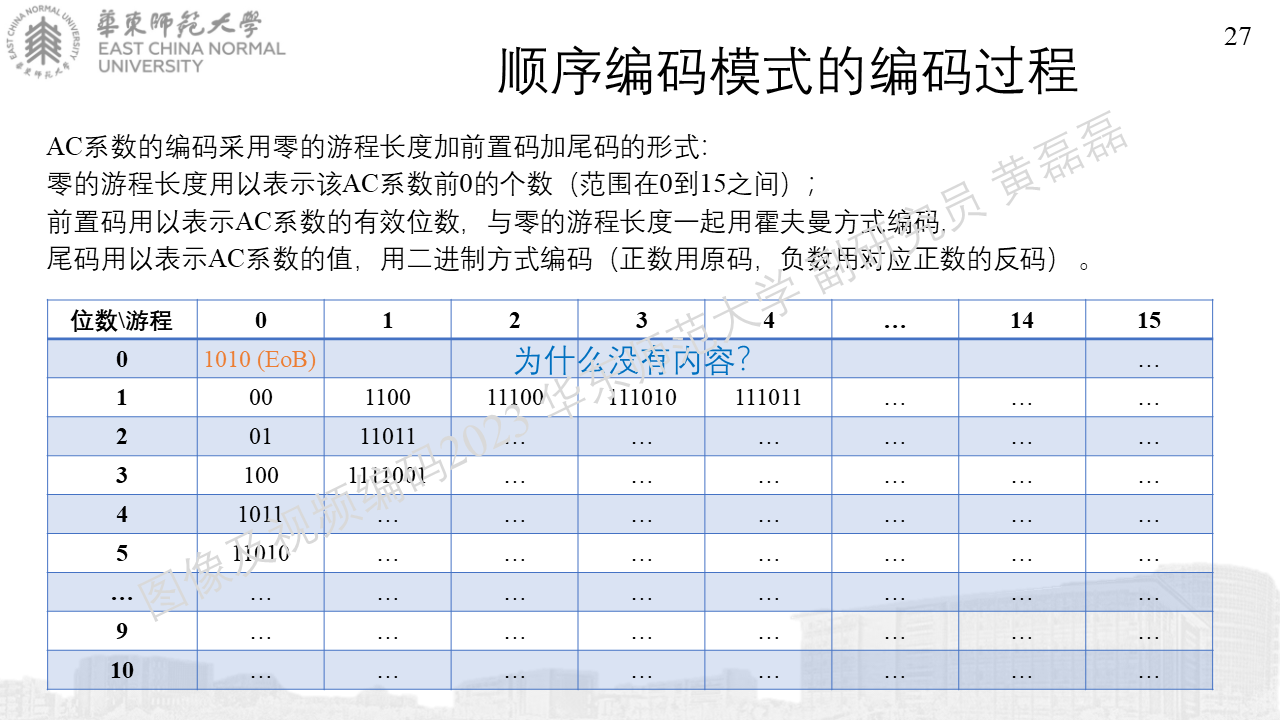 華東師範大學
EAST CHINA NORMAL
UNIVERSITY
27
顺序编码模式的编码过程
AC系数的编码采用零的游程长度加前置码加尾码的形式：
零的游程长度用以表示该AC系数前0的个数（范围在0到15之间）；
前置码用以表示AC系数的有效位数，与零的游程长度一起用霍夫曼方式编码.
尾码用以表示AC系数的值，用二进制方式编码（正数用原码，负数用对应正数的反码）。
位数\游程 0 1 2 3 4 … 14 15
0 1010 (EoB) 为什么没有内容？ …
1 00 1100 11100 111010 111011 … … …
2 01 11011 … … … … … …
3 100 1111001 … … … … … …
4 1011 … … … … … … …
5 11010 … … … … … … …
… … … … … … … … …
9 … … … … … … … …
10 … … … … … … … …
图像及视频编码2023 华东师范大学 副研究员 黄磊磊